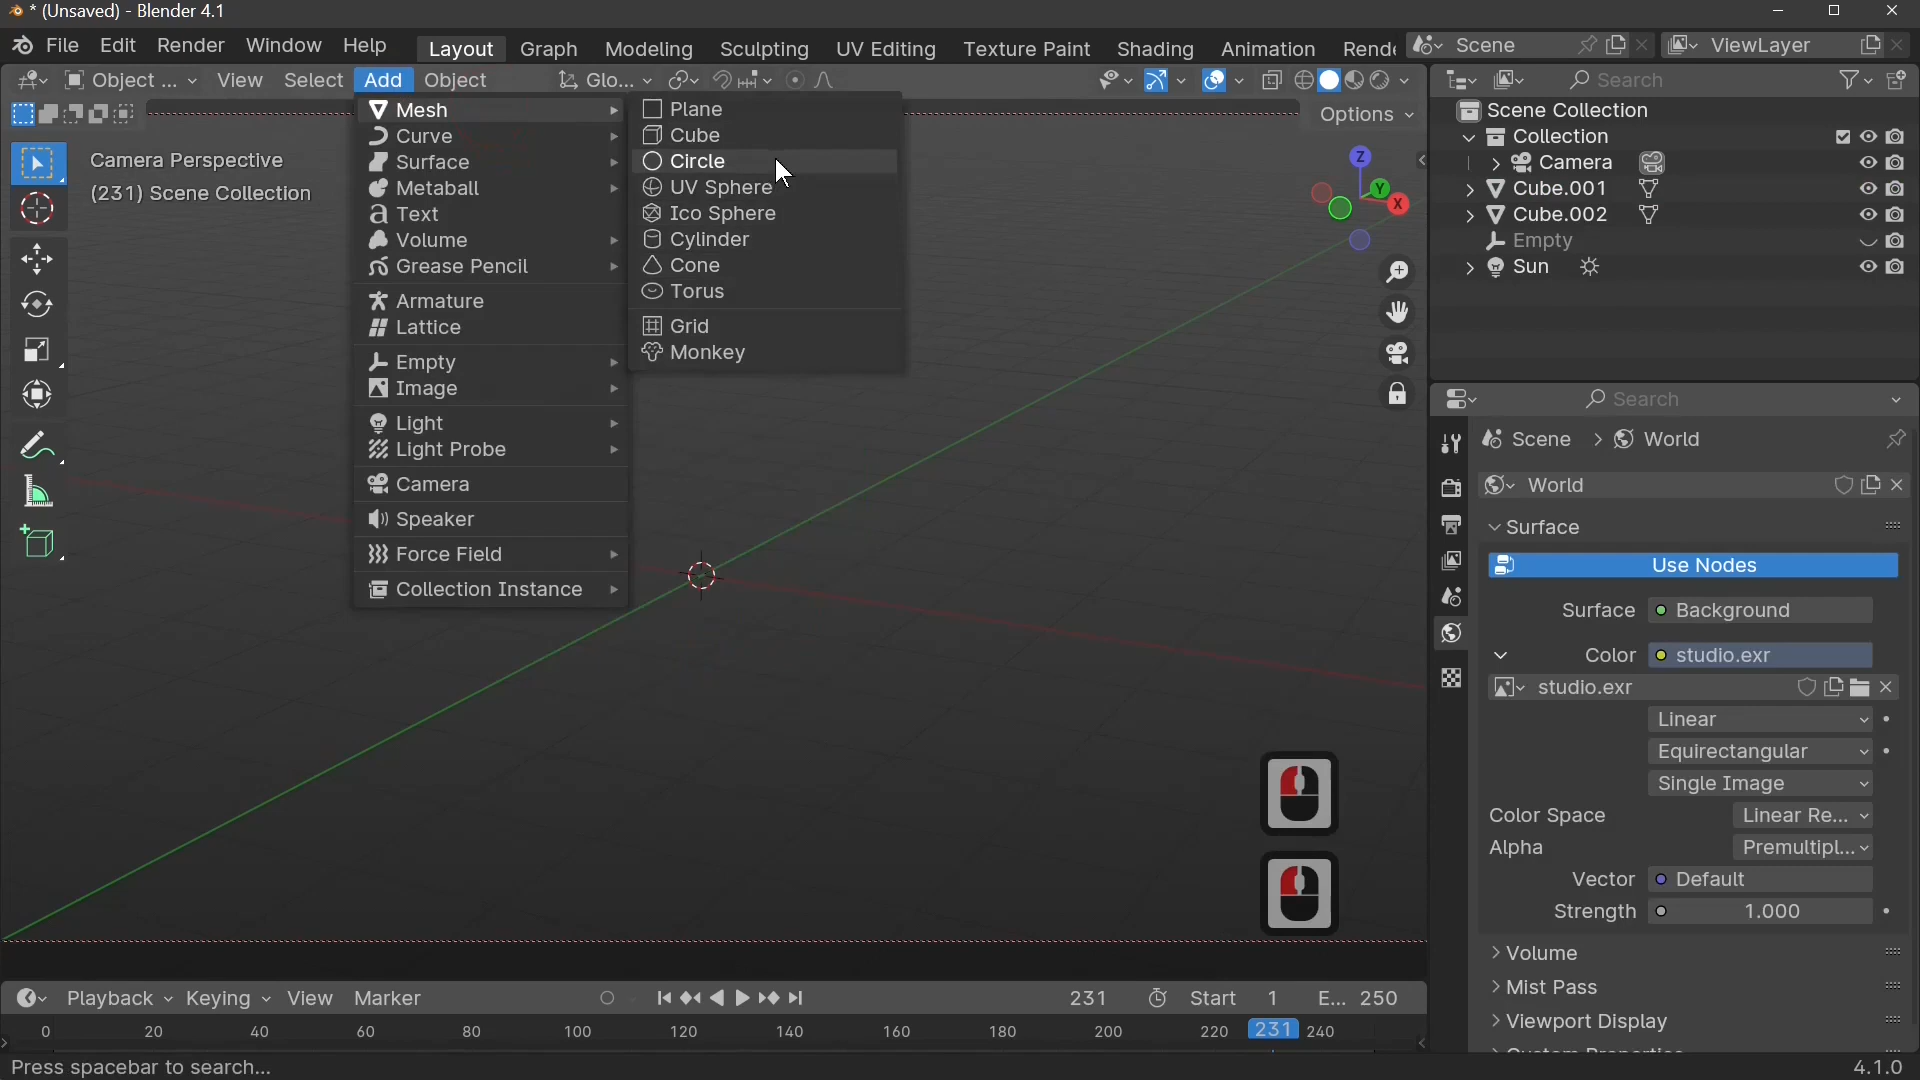 * (Unsaved) - Blender 4.1
File Edit Render Window Help Layout Graph Modeling Sculpting UV Editing Texture Paint Shading Animation Rende Scene ViewLayer
Object ... View Select Add Object Glo... Search
Options
Camera Perspective
(231) Scene Collection
Mesh
Curve
Surface
Metaball
Text
Volume
Grease Pencil
Armature
Lattice
Empty
Image
Light
Light Probe
Camera
Speaker
Force Field
Collection Instance
Plane
Cube
Circle
UV Sphere
Ico Sphere
Cylinder
Cone
Torus
Grid
Monkey
Z
Y
X
Scene Collection
Collection
Camera
Cube.001
Cube.002
Empty
Sun
Search
Scene > World
World
Surface
Use Nodes
Surface Background
Color studio.exr
studio.exr
Linear
Equirectangular
Single Image
Color Space Linear Re...
Alpha Premultipl...
Vector Default
Strength 1.000
Volume
Mist Pass
Viewport Display
Playback Keying View Marker 231 Start 1 E... 250
0 20 40 60 80 100 120 140 160 180 200 220 231 240
Press spacebar to search... 4.1.0